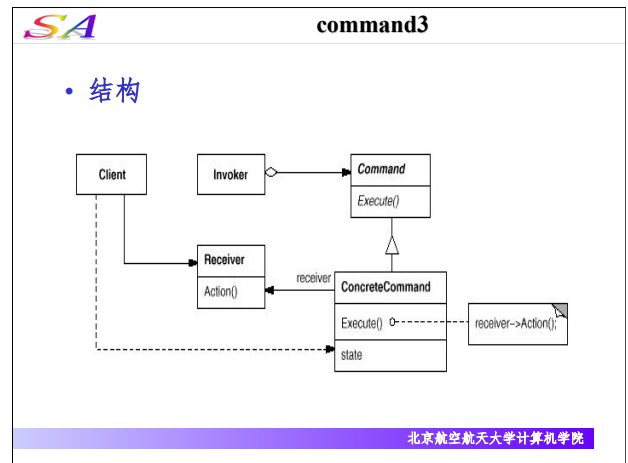 SA
command3
• 结构
Client
Invoker
Command
Execute()
Receiver
Action()
receiver
ConcreteCommand
Execute()
state
receiver->Action();
北京航空航天大学计算机学院